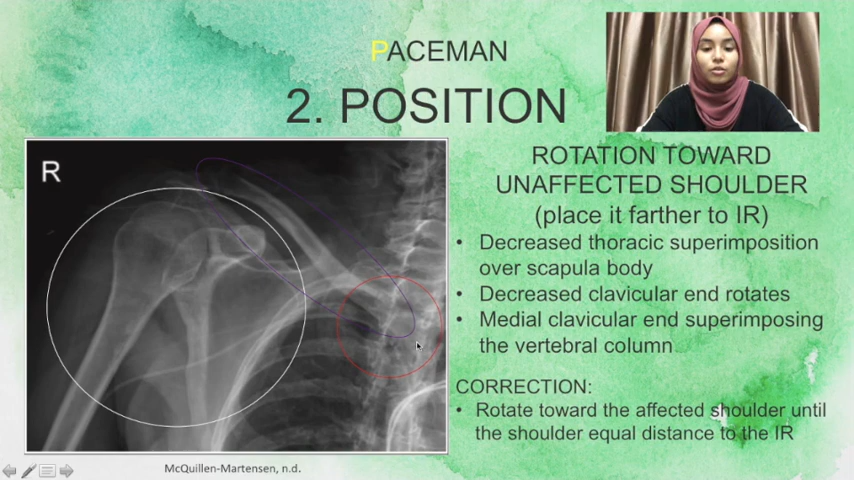 PACEMAN
2. POSITION
R
ROTATION TOWARD
UNAFFECTED SHOULDER
(place it farther to IR)
• Decreased thoracic superimposition
over scapula body
• Decreased clavicular end rotates
• Medial clavicular end superimposing
the vertebral column
CORRECTION:
• Rotate toward the affected shoulder until
the shoulder equal distance to the IR
McQuillen-Martensen, n.d.